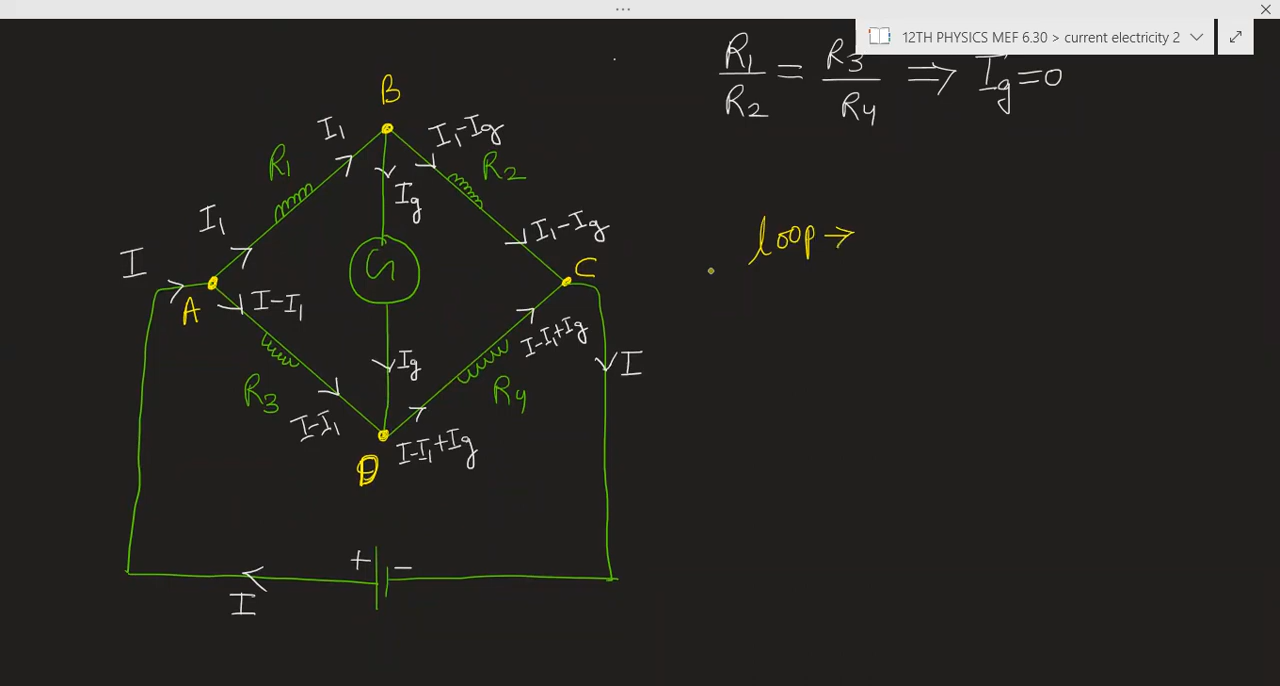 12TH PHYSICS MEF 6.30 > current electricity 2
R1/R2 = R3/R4 ⇒ Ig=0
loop →
B
I1
I1-Ig
R1
R2
Ig
I1
I1-Ig
I
G
C
A
I-I1
I-I1+Ig
Ig
I
R3
R4
I-I1
I-I1+Ig
D
+ -
I